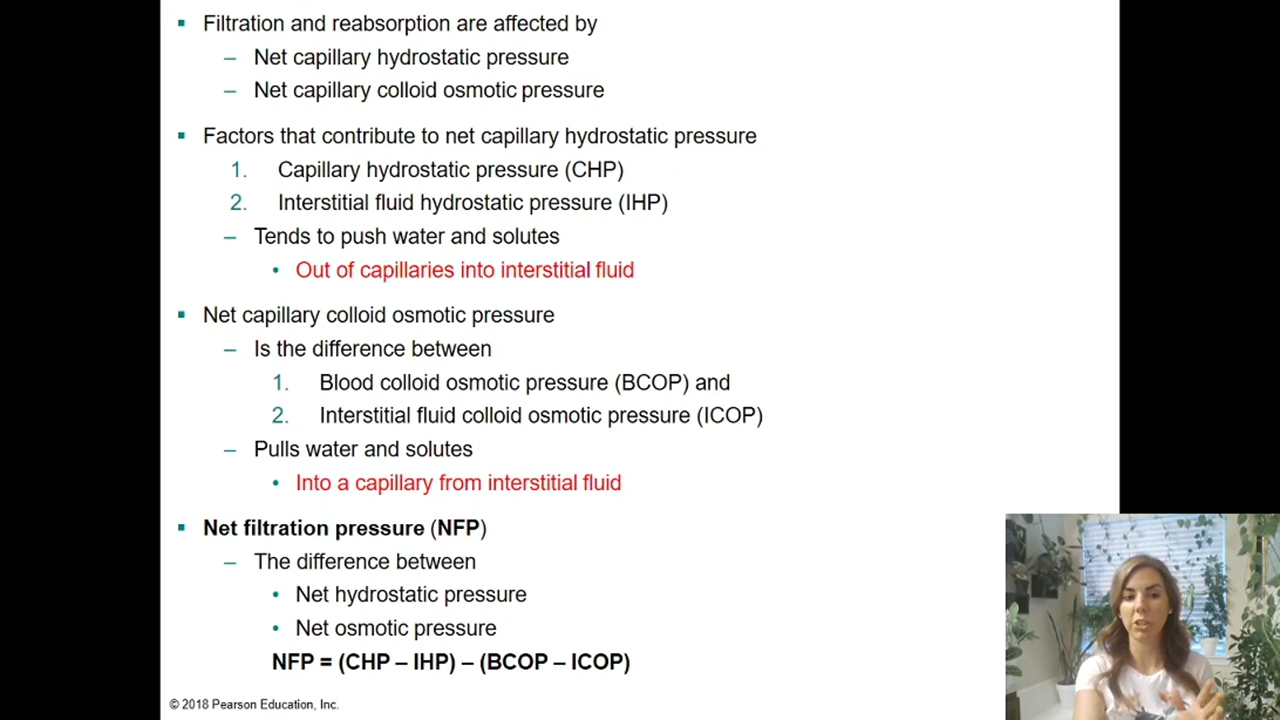 ▪ Filtration and reabsorption are affected by
– Net capillary hydrostatic pressure
– Net capillary colloid osmotic pressure
▪ Factors that contribute to net capillary hydrostatic pressure
1. Capillary hydrostatic pressure (CHP)
2. Interstitial fluid hydrostatic pressure (IHP)
– Tends to push water and solutes
• Out of capillaries into interstitial fluid
▪ Net capillary colloid osmotic pressure
– Is the difference between
1. Blood colloid osmotic pressure (BCOP) and
2. Interstitial fluid colloid osmotic pressure (ICOP)
– Pulls water and solutes
• Into a capillary from interstitial fluid
▪ Net filtration pressure (NFP)
– The difference between
• Net hydrostatic pressure
• Net osmotic pressure
NFP = (CHP – IHP) – (BCOP – ICOP)
© 2018 Pearson Education, Inc.